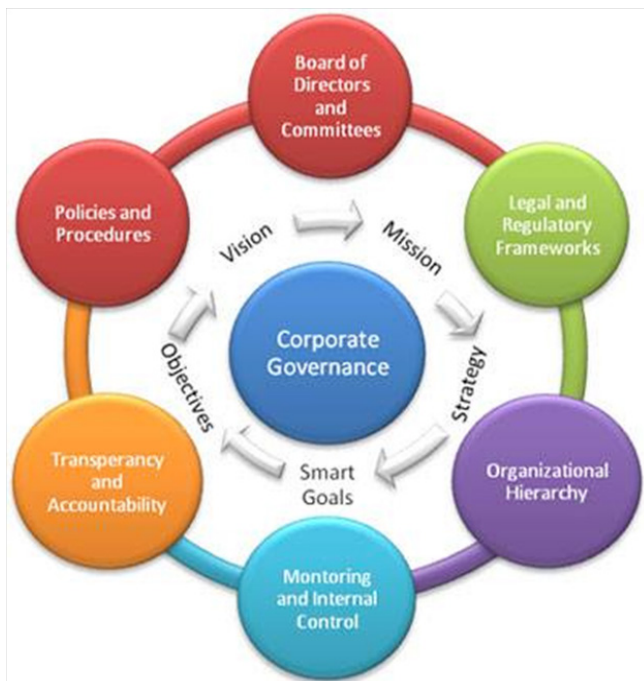 Board of
Directors
and
Committees
Policies and
Procedures
Legal and
Regulatory
Frameworks
Vision
Mission
Corporate
Governance
Objectives
Strategy
Transperancy
and
Accountability
Smart
Goals
Organizational
Hierarchy
Montoring
and Internal
Control